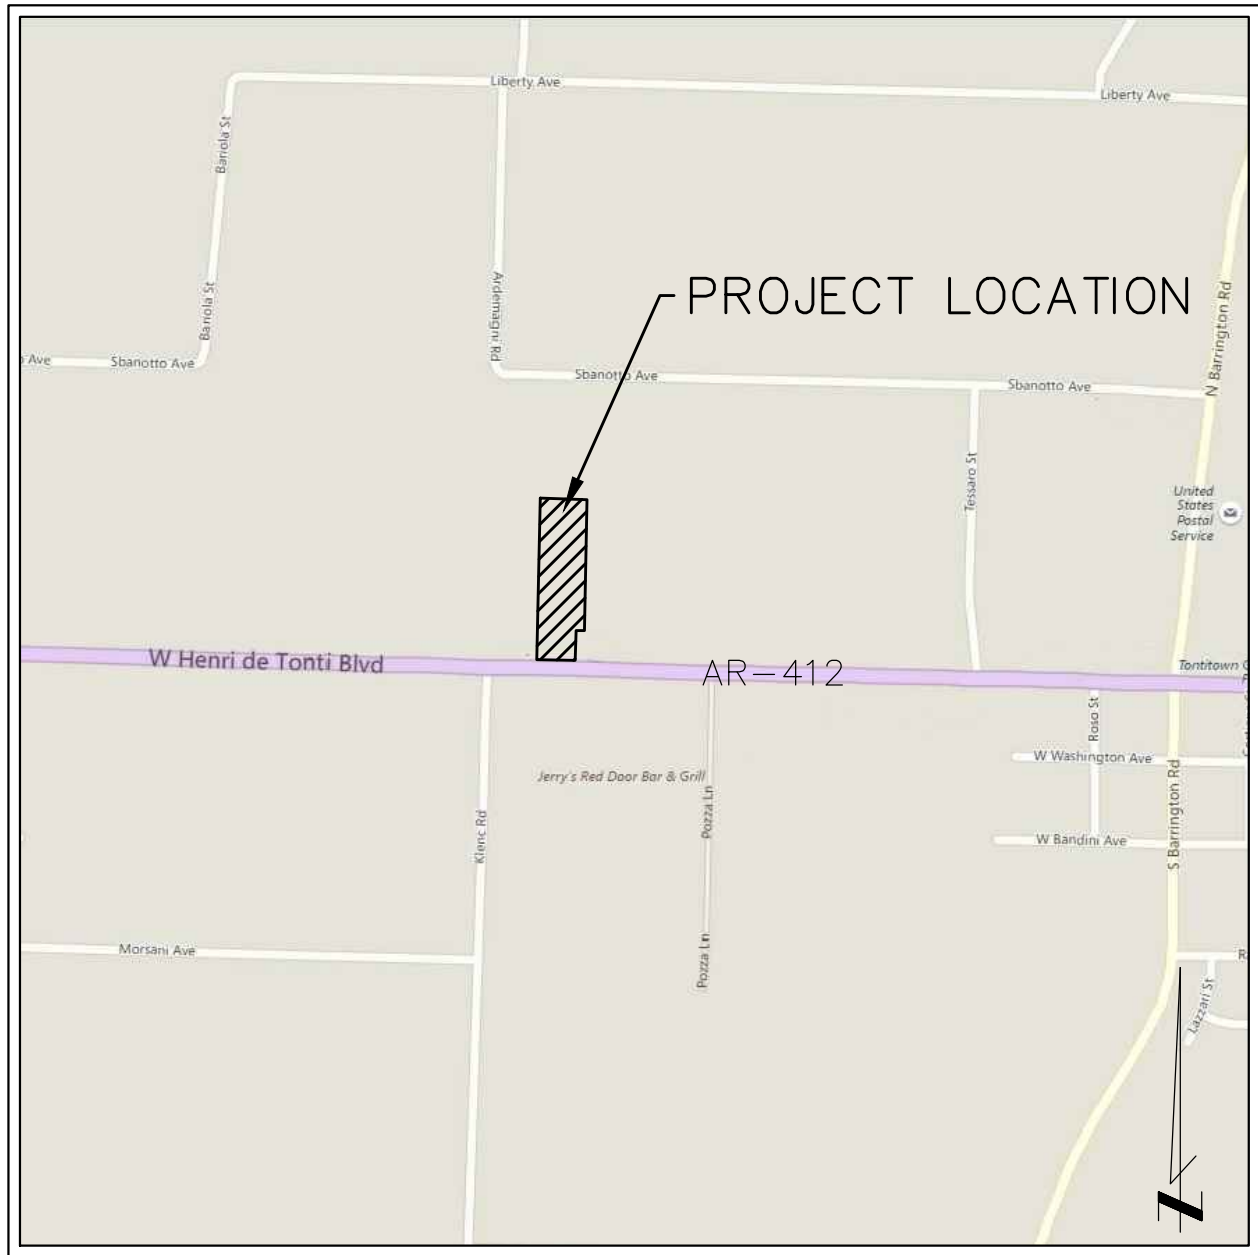 Liberty Ave
Liberty Ave
Bariola St
Bariola St
Ardemagni Rd
PROJECT LOCATION
N Barrington Rd
Ave
Sbanotto Ave
Sbanotto Ave
Sbanotto Ave
Tessaro St
United
States
Postal
Service
W Henri de Tonti Blvd
AR-412
Tontitown
Roso St
W Washington Ave
Jerry's Red Door Bar & Grill
Pozza Ln
Klenc Rd
S Barrington Rd
W Bandini Ave
Morsani Ave
Pozza Ln
Lazzari St
N